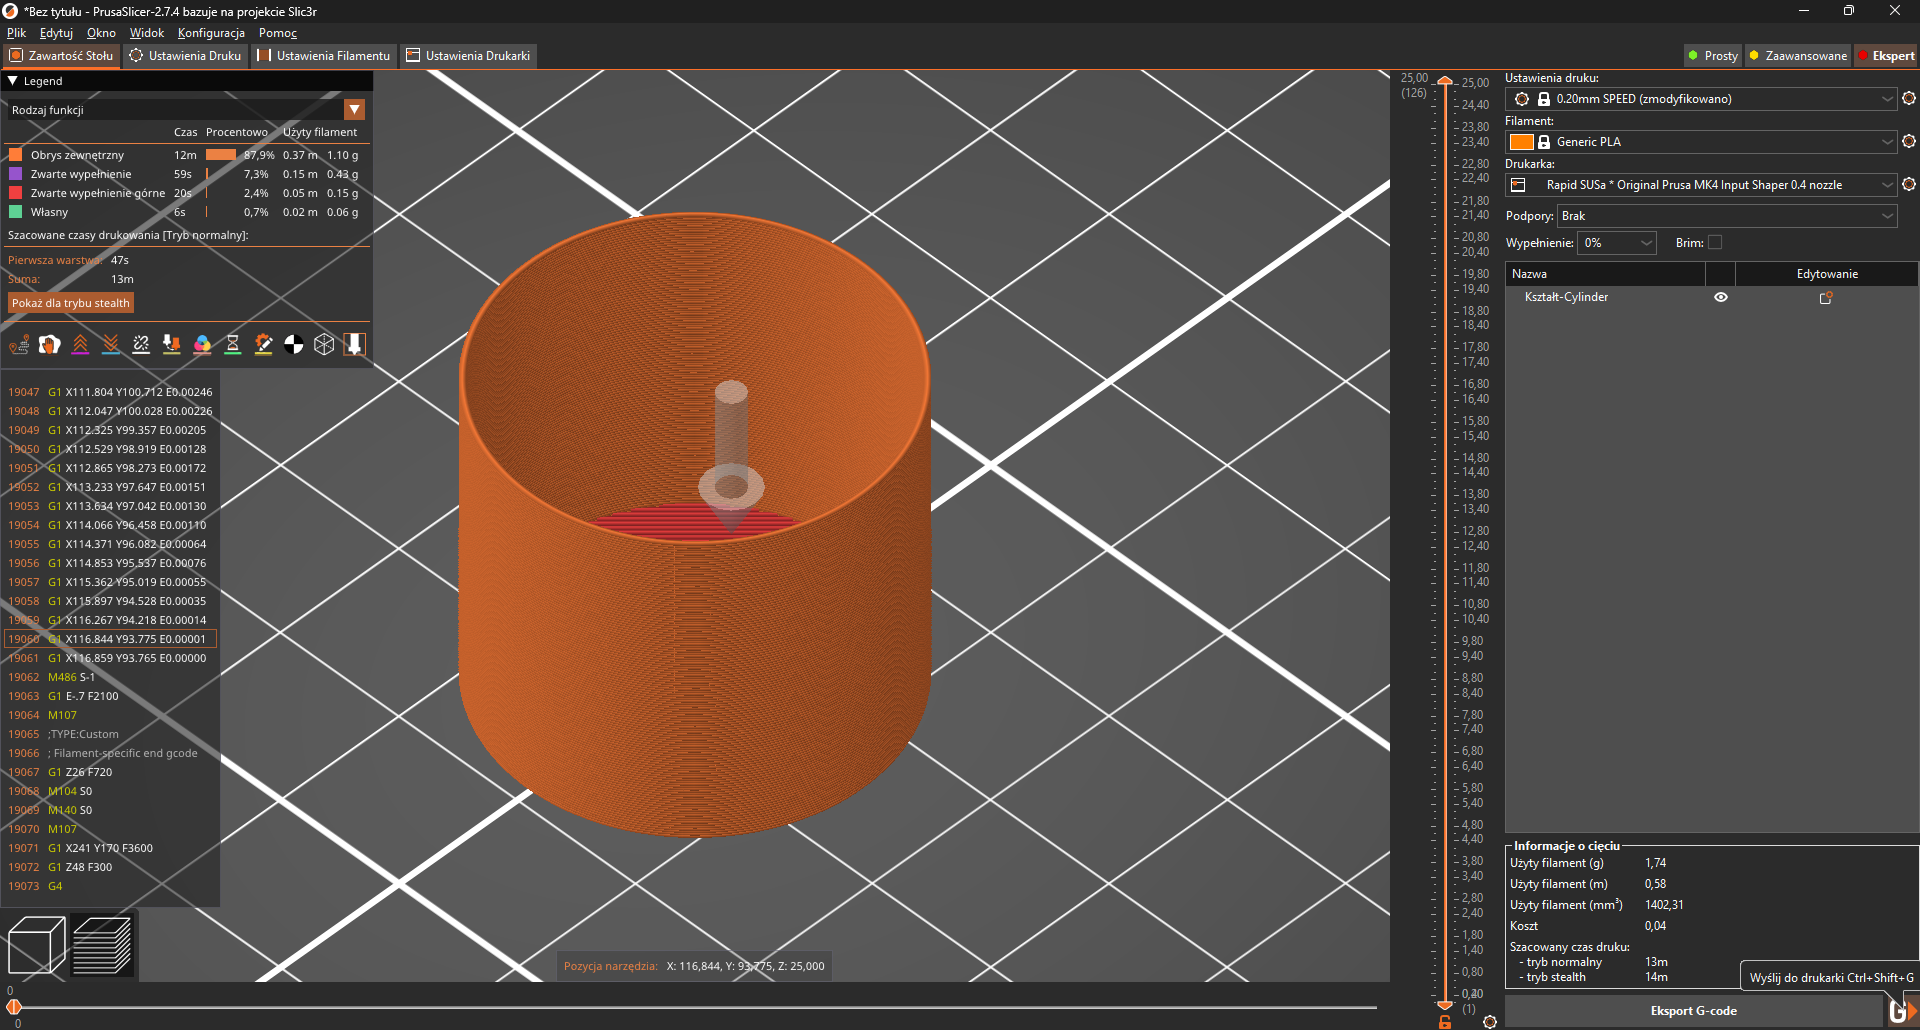 *Bez tytułu - PrusaSlicer-2.7.4 bazuje na projekcie Slic3r
Plik Edytuj Okno Widok Konfiguracja Pomoc
Zawartość Stołu Ustawienia Druku Ustawienia Filamentu Ustawienia Drukarki
Prosty Zaawansowane Ekspert
Legend
Rodzaj funkcji
Czas Procentowo Użyty filament
Obrys zewnętrzny 12m 87,9% 0.37 m 1.10 g
Zwarte wypełnienie 59s 7,3% 0.15 m 0.43 g
Zwarte wypełnienie górne 20s 2,4% 0.05 m 0.15 g
Własny 6s 0,7% 0.02 m 0.06 g
Szacowane czasy drukowania [Tryb normalny]:
Pierwsza warstwa: 47s
Suma: 13m
Pokaż dla trybu stealth
19047 G1 X111.804 Y100.712 E0.00246
19048 G1 X112.047 Y100.028 E0.00226
19049 G1 X112.325 Y99.357 E0.00205
19050 G1 X112.529 Y98.919 E0.00128
19051 G1 X112.865 Y98.273 E0.00172
19052 G1 X113.233 Y97.647 E0.00151
19053 G1 X113.634 Y97.042 E0.00130
19054 G1 X114.066 Y96.458 E0.00110
19055 G1 X114.371 Y96.082 E0.00064
19056 G1 X114.853 Y95.537 E0.00076
19057 G1 X115.362 Y95.019 E0.00055
19058 G1 X115.897 Y94.528 E0.00035
19059 G1 X116.267 Y94.218 E0.00014
19060 G1 X116.844 Y93.775 E0.00001
19061 G1 X116.859 Y93.765 E0.00000
19062 M486 S-1
19063 G1 E-.7 F2100
19064 M107
19065 ;TYPE:Custom
19066 ; Filament-specific end gcode
19067 G1 Z26 F720
19068 M104 S0
19069 M140 S0
19070 M107
19071 G1 X241 Y170 F3600
19072 G1 Z48 F300
19073 G4
Pozycja narzędzia: X: 116,844, Y: 93,775, Z: 25,000
0
0
25,00
(126)
25,00
24,40
23,80
23,40
22,80
22,40
21,80
21,40
20,80
20,40
19,80
19,40
18,80
18,40
17,80
17,40
16,80
16,40
15,80
15,40
14,80
14,40
13,80
13,40
12,80
12,40
11,80
11,40
10,80
10,40
9,80
9,40
8,80
8,40
7,80
7,40
6,80
6,40
5,80
5,40
4,80
4,40
3,80
3,40
2,80
2,40
1,80
1,40
0,80
(1)
Ustawienia druku:
0.20mm SPEED (zmodyfikowano)
Filament:
Generic PLA
Drukarka:
Rapid SUSa * Original Prusa MK4 Input Shaper 0.4 nozzle
Podpory: Brak
Wypełnienie: 0% Brim:
Nazwa Edytowanie
Kształt-Cylinder
Informacje o cięciu
Użyty filament (g) 1,74
Użyty filament (m) 0,58
Użyty filament (mm³) 1402,31
Koszt 0,04
Szacowany czas druku:
- tryb normalny 13m
- tryb stealth 14m
Wyślij do drukarki Ctrl+Shift+G
Eksport G-code
G